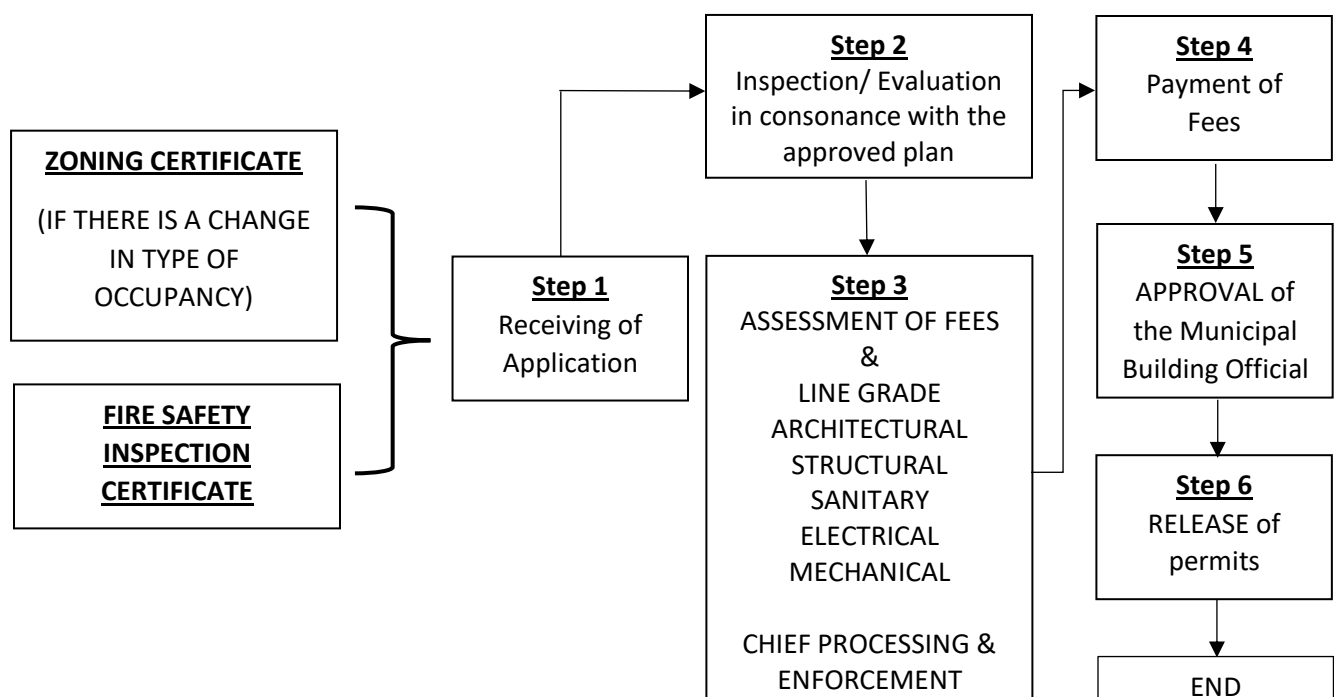 ZONING CERTIFICATE
(IF THERE IS A CHANGE
IN TYPE OF
OCCUPANCY)
FIRE SAFETY
INSPECTION
CERTIFICATE
Step 1
Receiving of
Application
Step 2
Inspection/ Evaluation
in consonance with the
approved plan
Step 3
ASSESSMENT OF FEES
&
LINE GRADE
ARCHITECTURAL
STRUCTURAL
SANITARY
ELECTRICAL
MECHANICAL
CHIEF PROCESSING &
ENFORCEMENT
Step 4
Payment of
Fees
Step 5
APPROVAL of
the Municipal
Building Official
Step 6
RELEASE of
permits
END